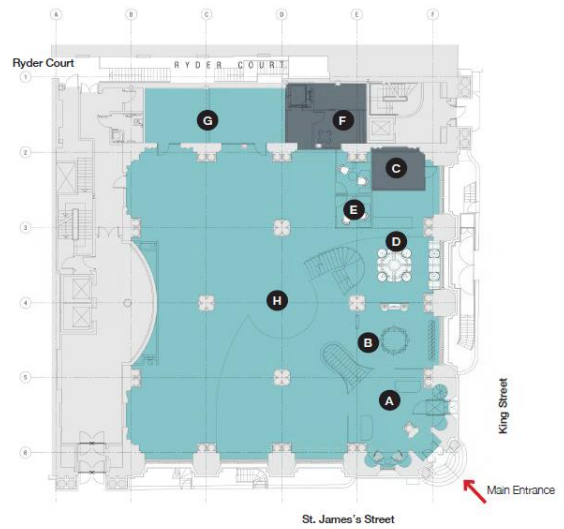 A B C D E F
Ryder Court
RYDER COURT
1
G
F
2
C
E
3
D
H
4
B
5
A
King Street
6
Main Entrance
St. James's Street